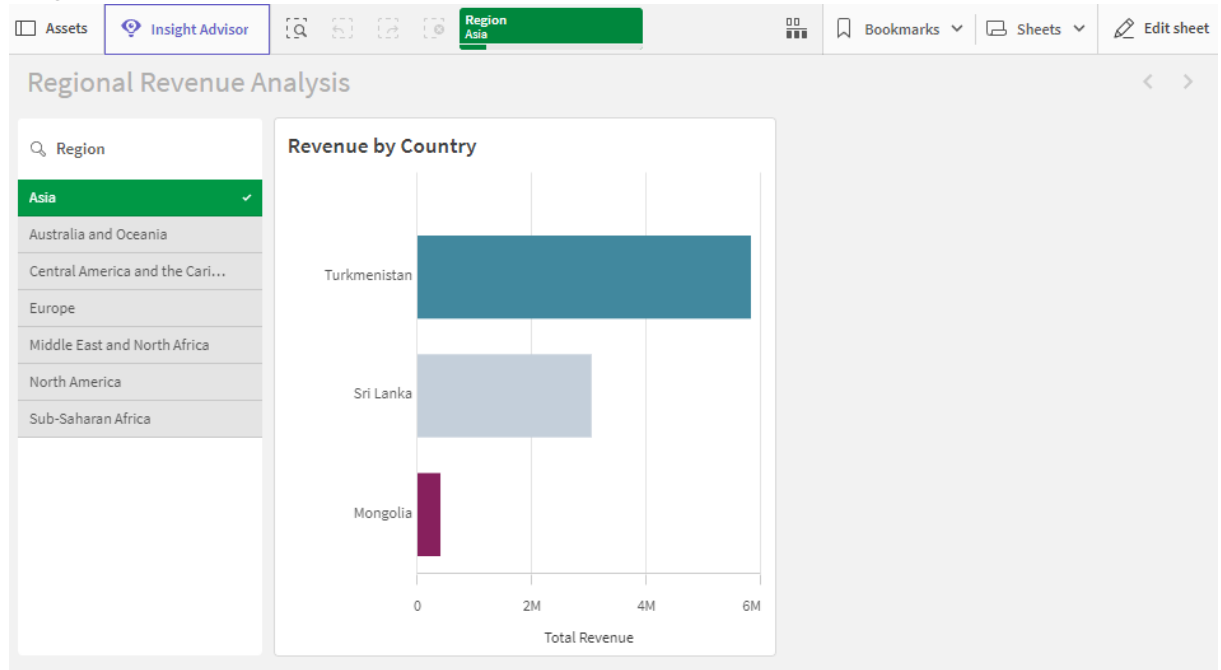 Assets
Insight Advisor
Region
Asia
Bookmarks
Sheets
Edit sheet
Regional Revenue Analysis
Region
Asia
Australia and Oceania
Central America and the Cari...
Europe
Middle East and North Africa
North America
Sub-Saharan Africa
Revenue by Country
Turkmenistan
Sri Lanka
Mongolia
0 2M 4M 6M
Total Revenue